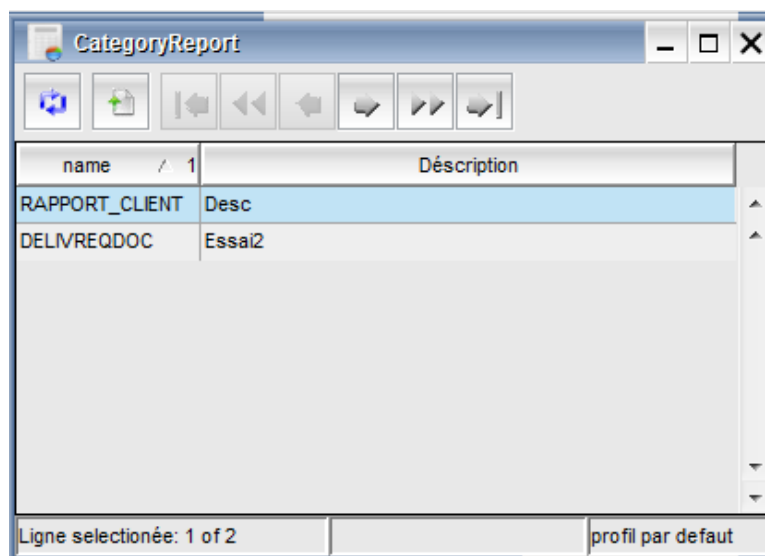 CategoryReport
name 1 Déscription
RAPPORT_CLIENT Desc
DELIVREQDOC Essai2
Ligne selectionée: 1 of 2 profil par defaut